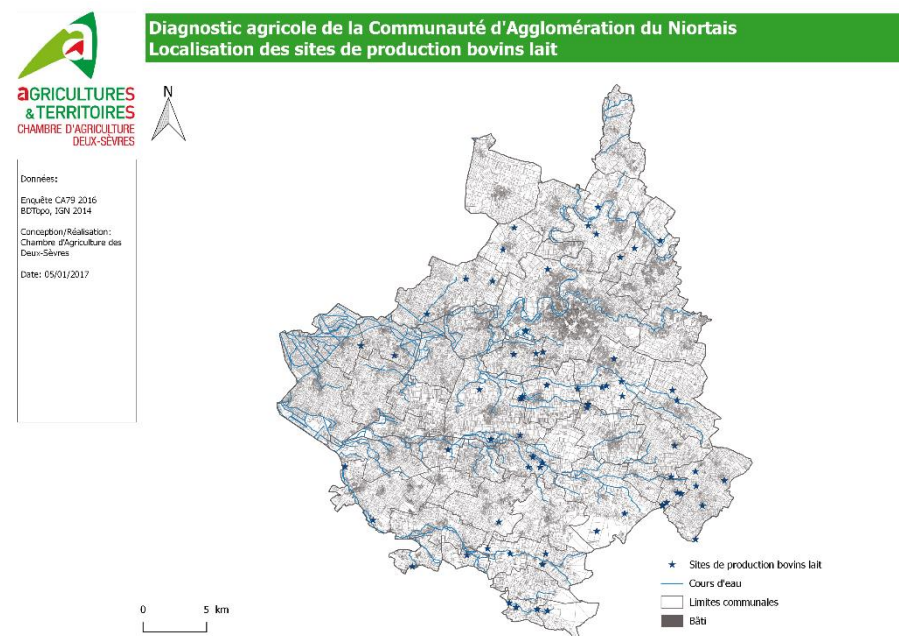 Diagnostic agricole de la Communauté d'Agglomération du Niortais
Localisation des sites de production bovins lait
a
AGRICULTURES
& TERRITOIRES
CHAMBRE D'AGRICULTURE
DEUX-SÈVRES
N
Données:
Enquête CA79 2016
BDTopo, IGN 2014
Conception/Réalisation:
Chambre d'Agriculture des
Deux-Sèvres
Date: 05/01/2017
Sites de production bovins lait
Cours d'eau
Limites communales
Bâti
0 5 km